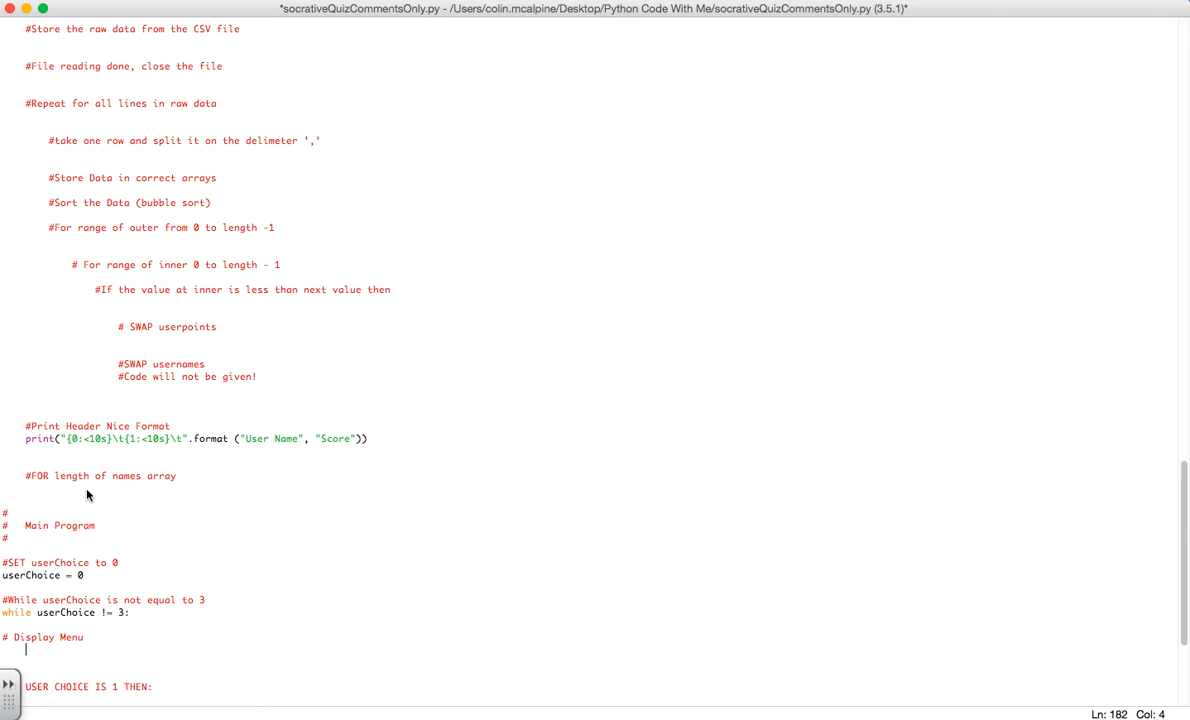 *socrativeQuizCommentsOnly.py - /Users/colin.mcalpine/Desktop/Python Code With Me/socrativeQuizCommentsOnly.py (3.5.1)*
#Store the raw data from the CSV file
#File reading done, close the file
#Repeat for all lines in raw data
#take one row and split it on the delimeter ','
#Store Data in correct arrays
#Sort the Data (bubble sort)
#For range of outer from 0 to length -1
# For range of inner 0 to length - 1
#If the value at inner is less than next value then
# SWAP userpoints
#SWAP usernames
#Code will not be given!
#Print Header Nice Format
print("{0:<10s}\t{1:<10s}\t".format ("User Name", "Score"))
#FOR length of names array
#
#   Main Program
#
#SET userChoice to 0
userChoice = 0
#While userChoice is not equal to 3
while userChoice != 3:
# Display Menu
USER CHOICE IS 1 THEN:
Ln: 182 Col: 4